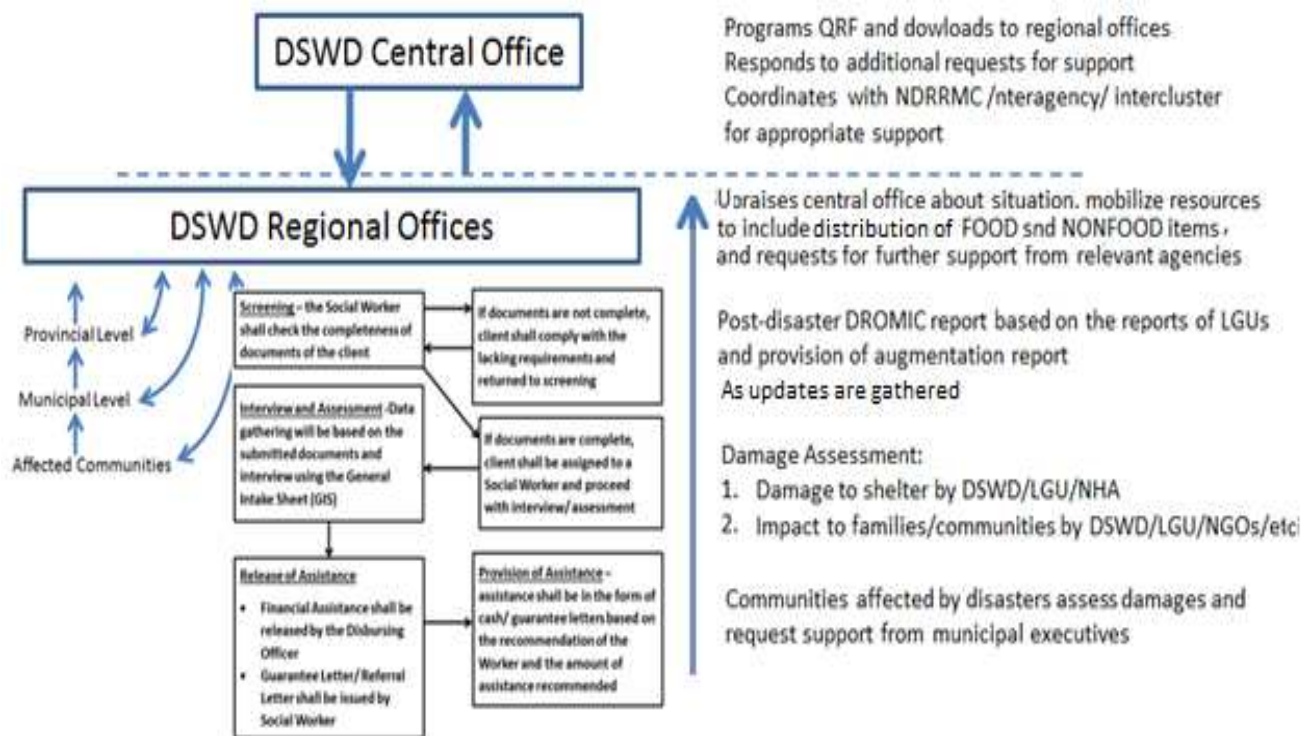 DSWD Central Office
Programs QRF and dowloads to regional offices
Responds to additional requests for support
Coordinates with NDRRMC /nteragency/ intercluster
for appropriate support
DSWD Regional Offices
Upraises central office about situation. mobilize resources
to include distribution of FOOD snd NONFOOD items,
and requests for further support from relevant agencies
Provincial Level
Municipal Level
Affected Communities
Screening – the Social Worker
shall check the completeness of
documents of the client
If documents are not complete,
client shall comply with the
lacking requirements and
returned to screening
Interview and Assessment -Data
gathering will be based on the
submitted documents and
interview using the General
Intake Sheet (GIS)
If documents are complete,
client shall be assigned to a
Social Worker and proceed
with interview/ assessment
Release of Assistance
• Financial Assistance shall be
released by the Disbursing
Officer
• Guarantee Letter/ Referral
Letter shall be issued by
Social Worker
Provision of Assistance –
assistance shall be in the form of
cash/ guarantee letters based on
the recommendation of the
Worker and the amount of
assistance recommended
Post-disaster DROMIC report based on the reports of LGUs
and provision of augmentation report
As updates are gathered
Damage Assessment:
1. Damage to shelter by DSWD/LGU/NHA
2. Impact to families/communities by DSWD/LGU/NGOs/etc
Communities affected by disasters assess damages and
request support from municipal executives